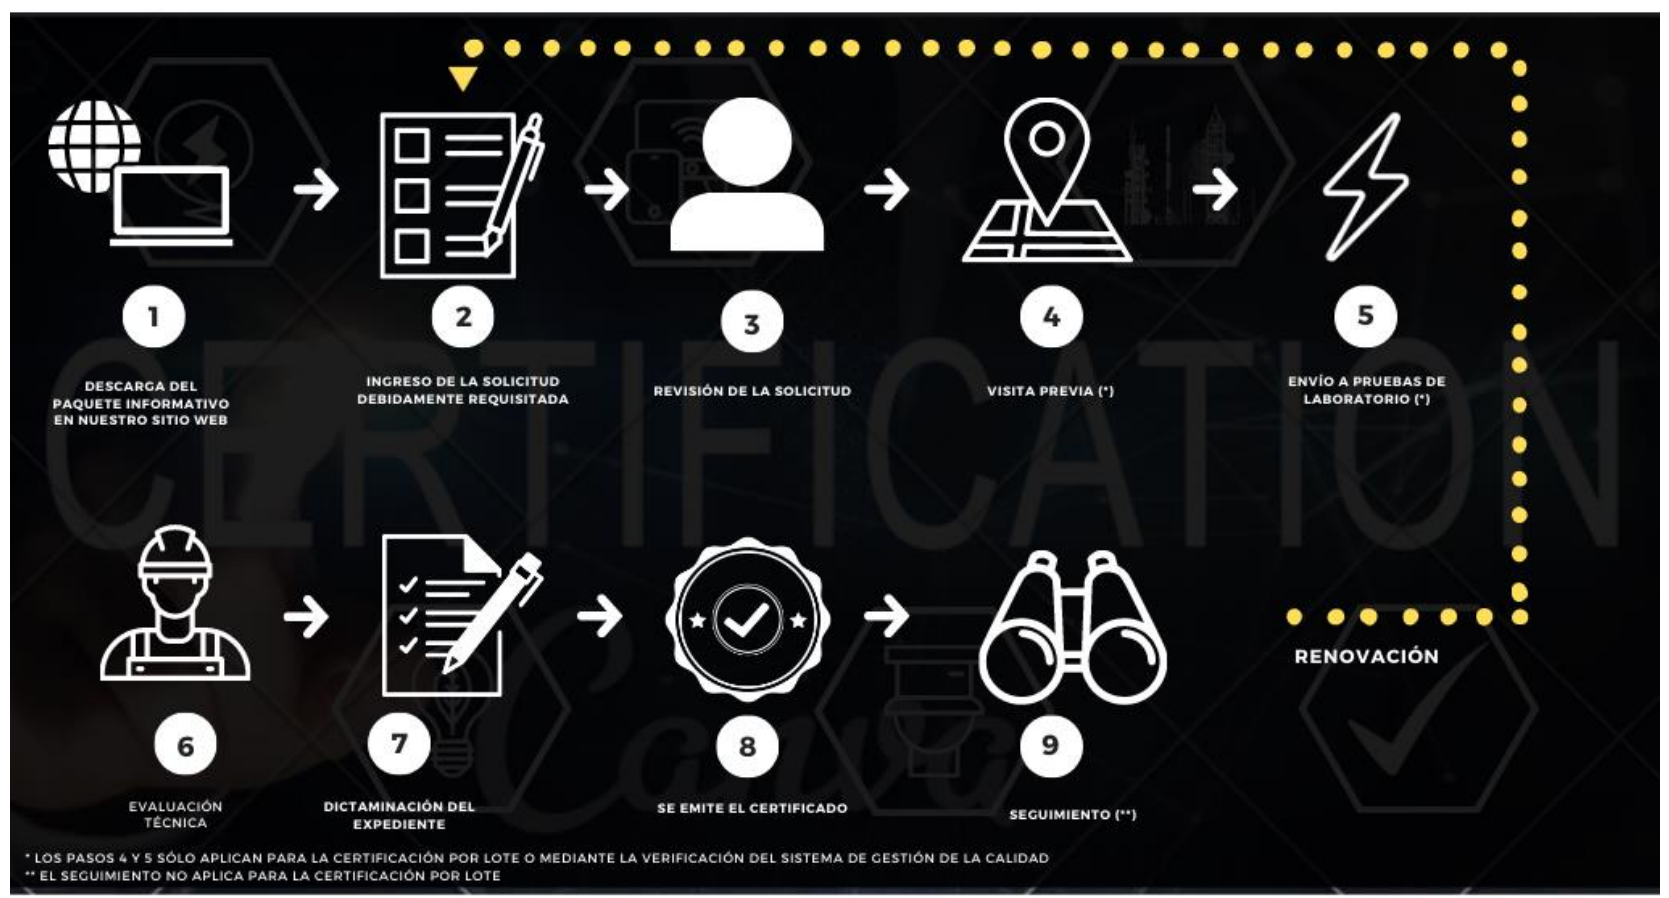 1
DESCARGA DEL
PAQUETE INFORMATIVO
EN NUESTRO SITIO WEB
2
INGRESO DE LA SOLICITUD
DEBIDAMENTE REQUISITADA
3
REVISIÓN DE LA SOLICITUD
4
VISITA PREVIA (*)
5
ENVÍO A PRUEBAS DE
LABORATORIO (*)
CERTIFICATION
RENOVACIÓN
Canva
6
EVALUACIÓN
TÉCNICA
7
DICTAMINACIÓN DEL
EXPEDIENTE
8
SE EMITE EL CERTIFICADO
9
SEGUIMIENTO (**)
* LOS PASOS 4 Y 5 SÓLO APLICAN PARA LA CERTIFICACIÓN POR LOTE O MEDIANTE LA VERIFICACIÓN DEL SISTEMA DE GESTIÓN DE LA CALIDAD
** EL SEGUIMIENTO NO APLICA PARA LA CERTIFICACIÓN POR LOTE